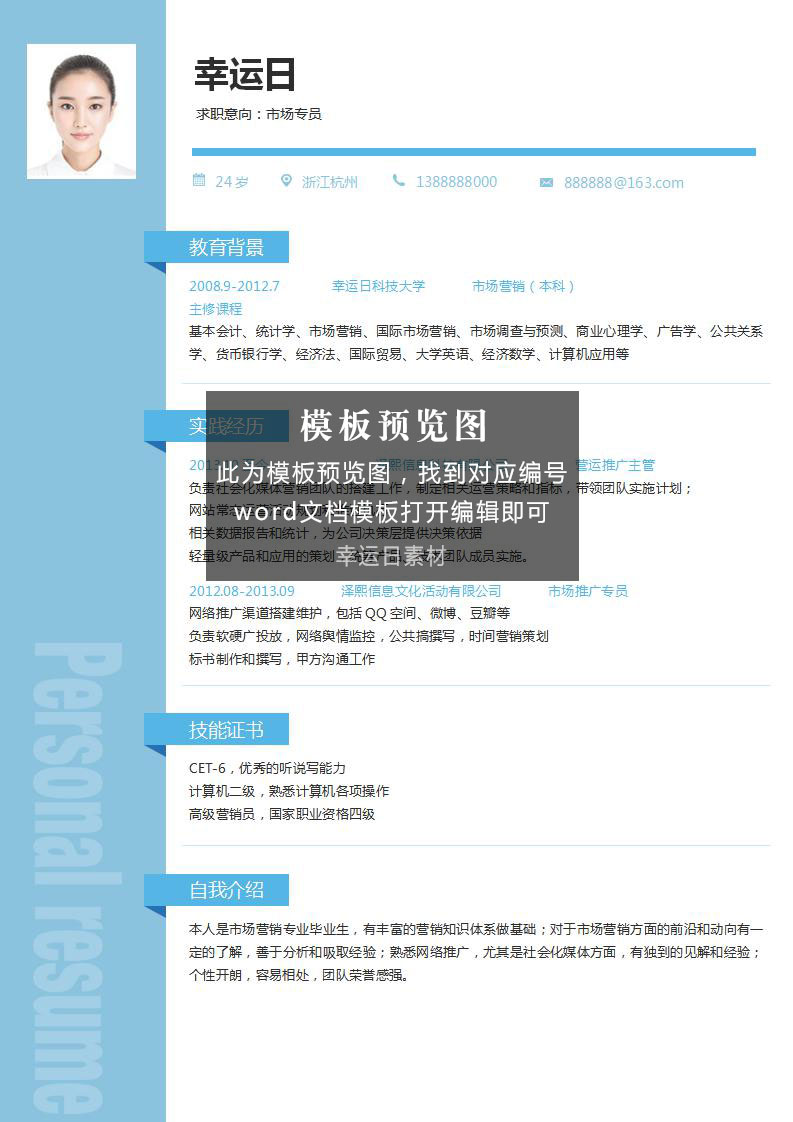 幸运日
求职意向：市场专员
24 岁 浙江杭州 1388888000 888888@163.com
教育背景
2008.9-2012.7 幸运日科技大学 市场营销（本科）
主修课程
基本会计、统计学、市场营销、国际市场营销、市场调查与预测、商业心理学、广告学、公共关系
学、货币银行学、经济法、国际贸易、大学英语、经济数学、计算机应用等
实践经历
模板预览图
此为模板预览图，找到对应编号
word文档模板打开编辑即可
幸运日素材
营运推广主管
负责社会化媒体营销团队的搭建工作，制定相关运营策略和指标，带领团队实施计划；
网站常
相关数据报告和统计，为公司决策层提供决策依据
轻量级产品和应用的策划 团队成员实施。
2012.08-2013.09 泽熙信息文化活动有限公司 市场推广专员
网络推广渠道搭建维护，包括 QQ 空间、微博、豆瓣等
负责软硬广投放，网络舆情监控，公共搞撰写，时间营销策划
标书制作和撰写，甲方沟通工作
技能证书
CET-6，优秀的听说写能力
计算机二级，熟悉计算机各项操作
高级营销员，国家职业资格四级
自我介绍
本人是市场营销专业毕业生，有丰富的营销知识体系做基础；对于市场营销方面的前沿和动向有一
定的了解，善于分析和吸取经验；熟悉网络推广，尤其是社会化媒体方面，有独到的见解和经验；
个性开朗，容易相处，团队荣誉感强。
Personal resume